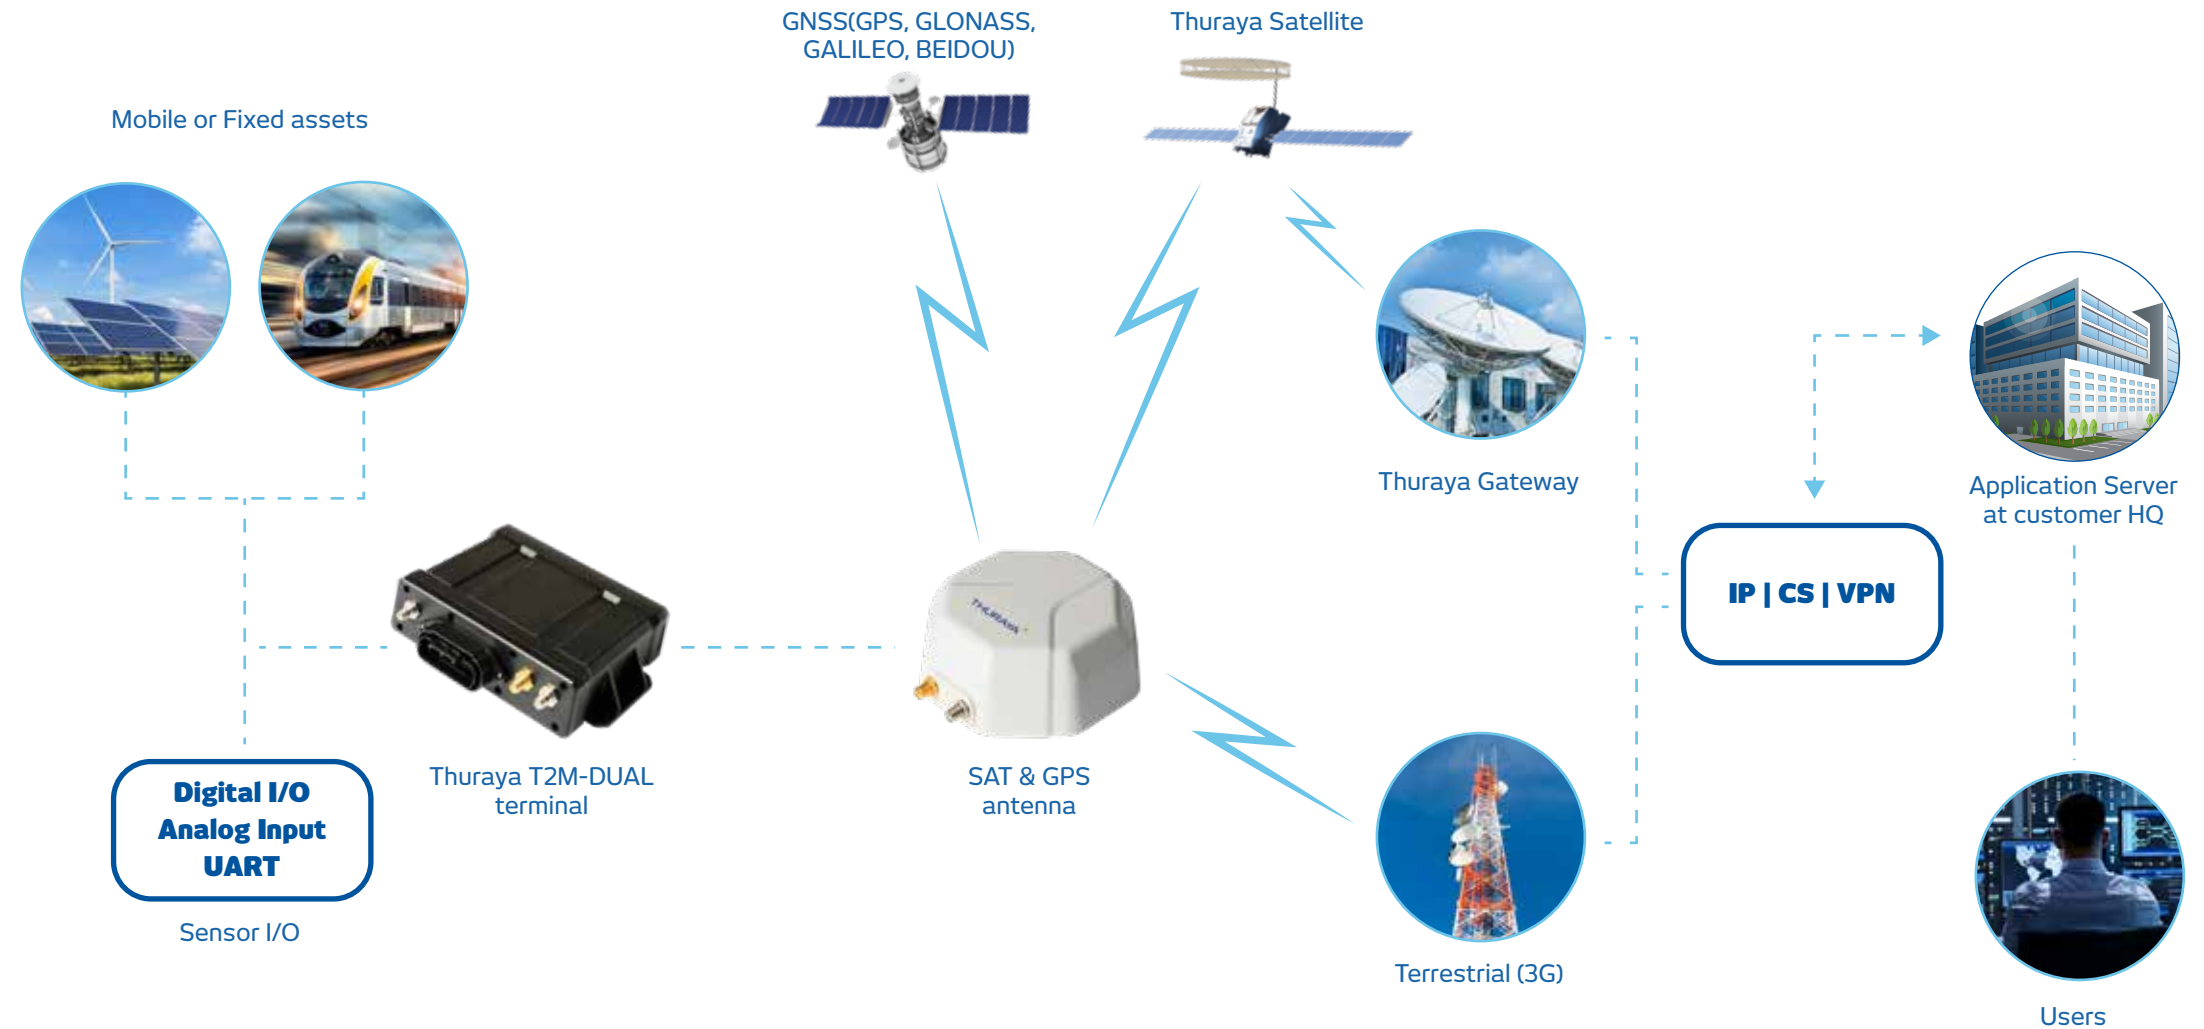 GNSS(GPS, GLONASS,
GALILEO, BEIDOU)
Thuraya Satellite
Mobile or Fixed assets
Thuraya Gateway
Application Server
at customer HQ
IP | CS | VPN
THURAYA
Thuraya T2M-DUAL
terminal
SAT & GPS
antenna
Digital I/O
Analog Input
UART
Sensor I/O
Terrestrial (3G)
Users